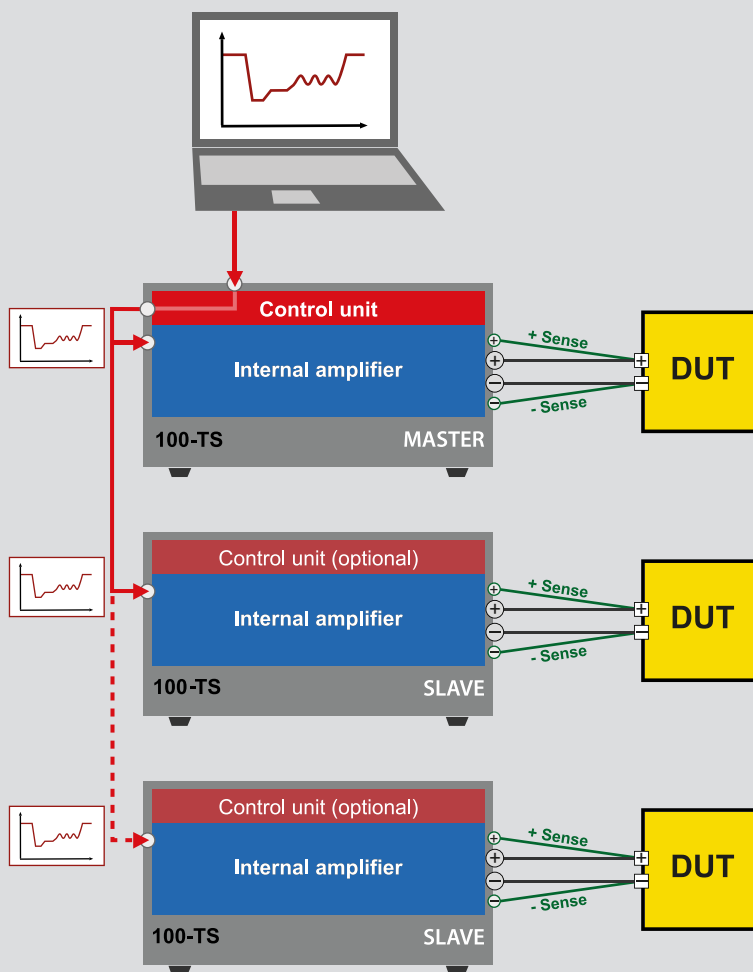 Control unit
Internal amplifier
+ Sense
- Sense
DUT
100-TS
MASTER
Control unit (optional)
Internal amplifier
+ Sense
- Sense
DUT
100-TS
SLAVE
Control unit (optional)
Internal amplifier
+ Sense
- Sense
DUT
100-TS
SLAVE